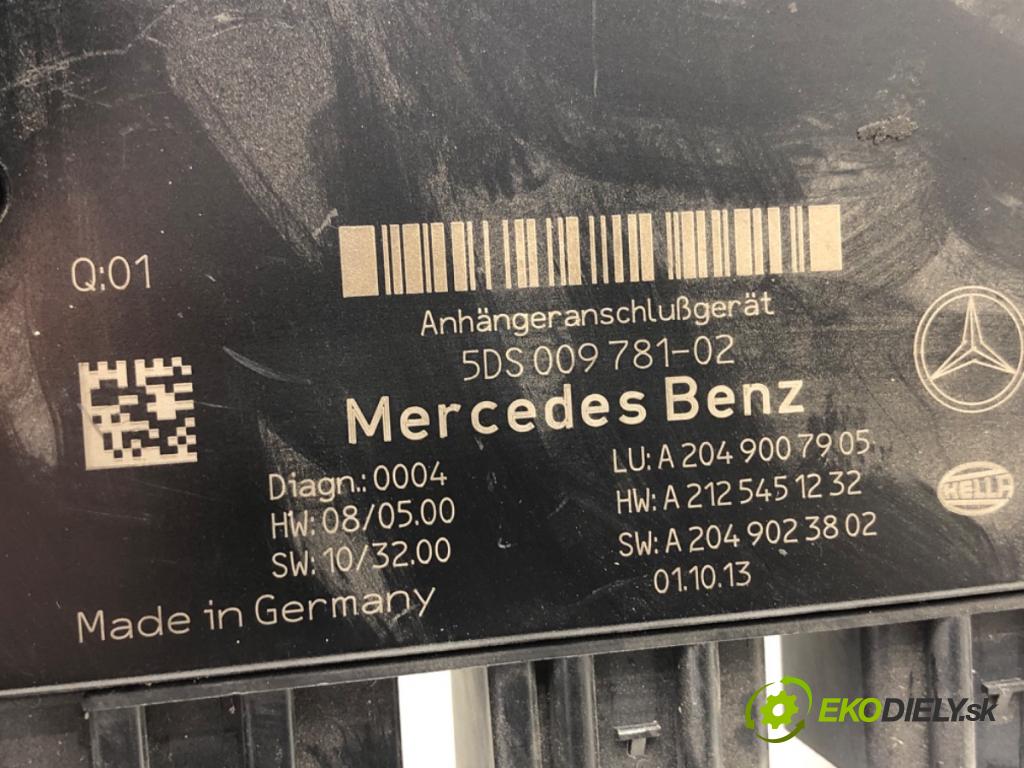 Q:01
Anhängeranschlußgerät
5DS 009 781-02
Mercedes Benz
Diagn.: 0004
HW: 08/05.00
SW: 10/32.00
LU: A 204 900 79 05
HW: A 212 545 12 32
SW: A 204 902 38 02
01.10.13
HELLA
Made in Germany
EKODIELY.sk